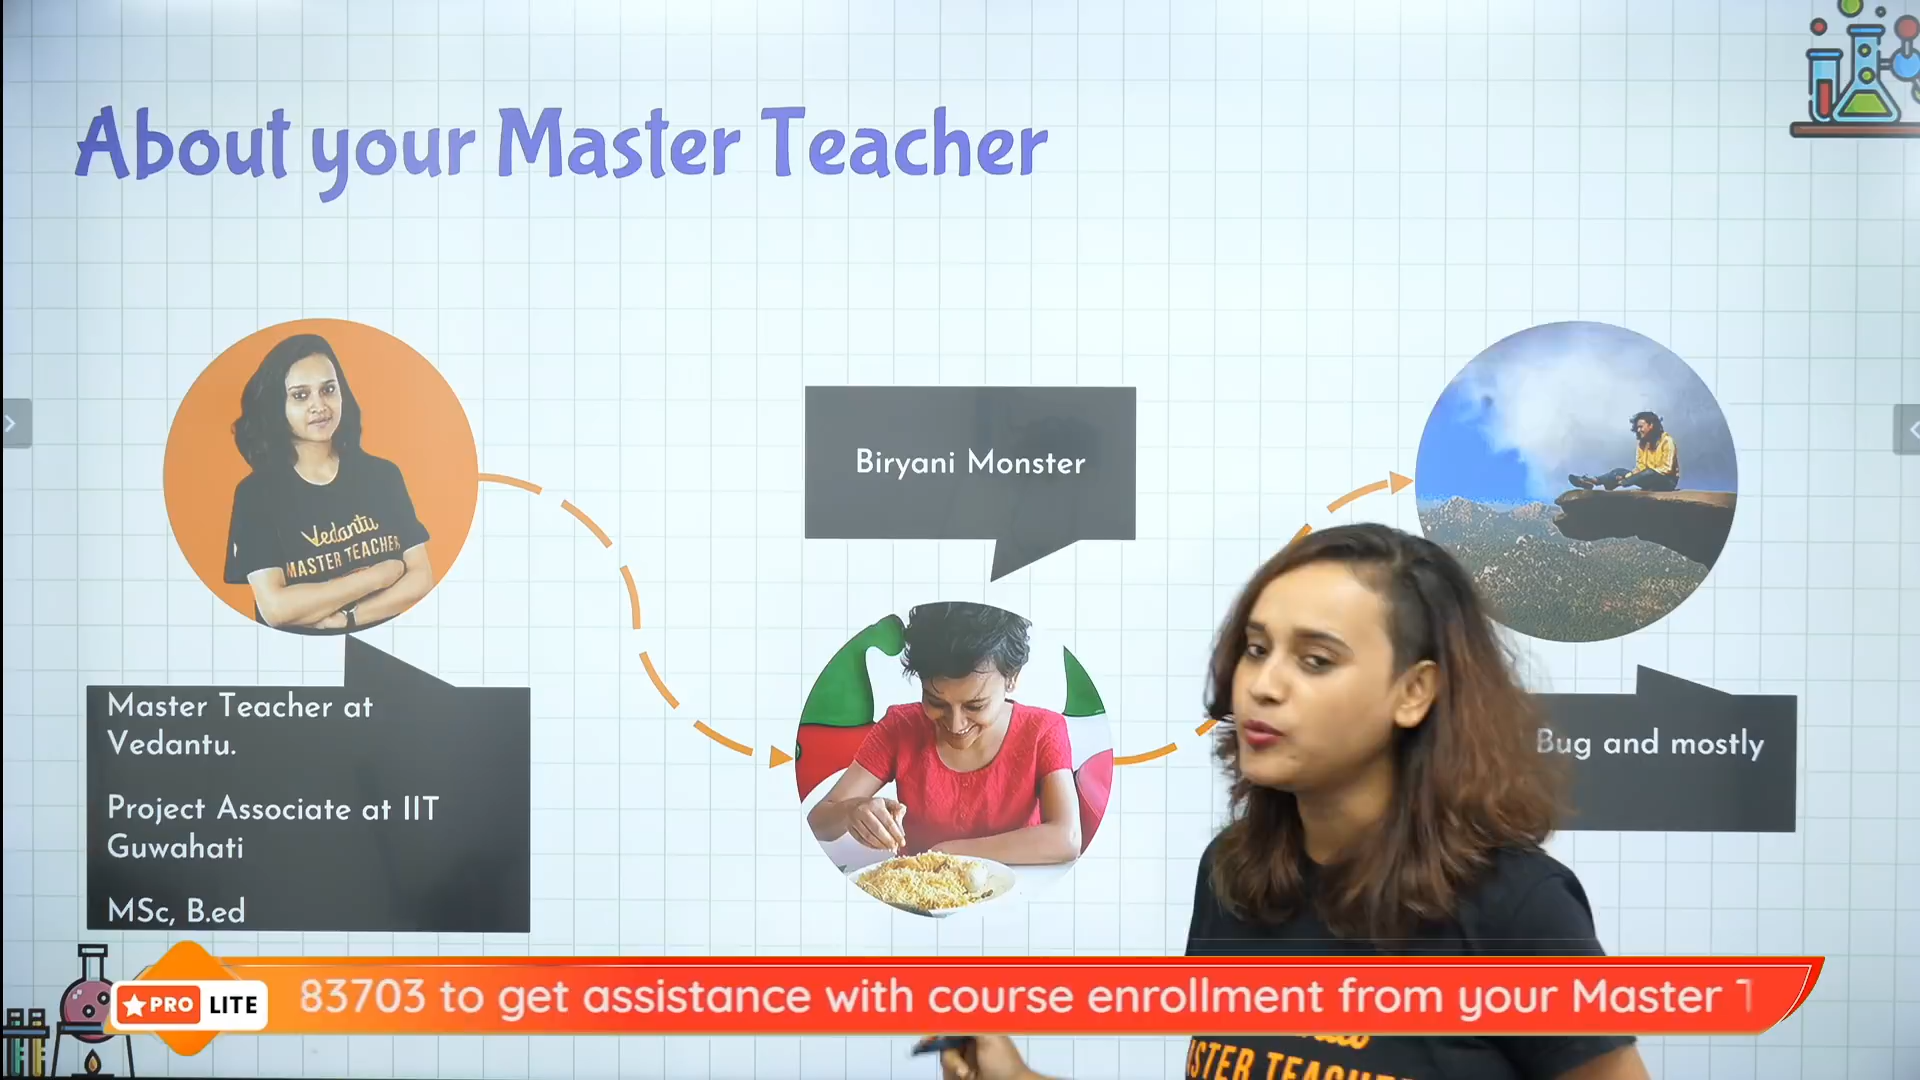 About your Master Teacher
Vedantu
MASTER TEACHER
Master Teacher at
Vedantu.
Project Associate at IIT
Guwahati
MSc, B.ed
Biryani Monster
Bug and mostly
PRO LITE
83703 to get assistance with course enrollment from your Master
TEACHER